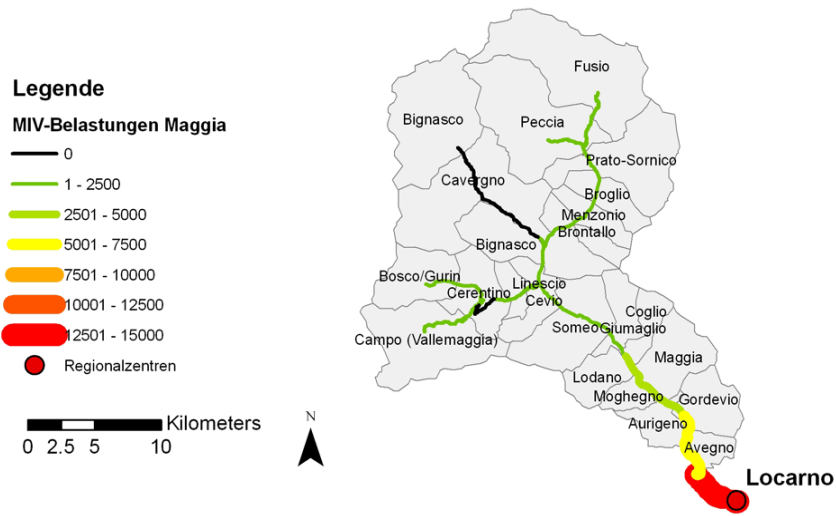 Legende
MIV-Belastungen Maggia
0
1 - 2500
2501 - 5000
5001 - 7500
7501 - 10000
10001 - 12500
12501 - 15000
Regionalzentren
Kilometers
0 2.5 5 10
N
Fusio
Bignasco
Peccia
Prato-Sornico
Cavergno
Broglio
Menzonio
Brontallo
Bignasco
Bosco/Gurin
Linescio
Cerentino
Cevio
Coglio
Someo
Giumaglio
Campo (Vallemaggia)
Maggia
Lodano
Moghegno
Gordevio
Aurigeno
Avegno
Locarno